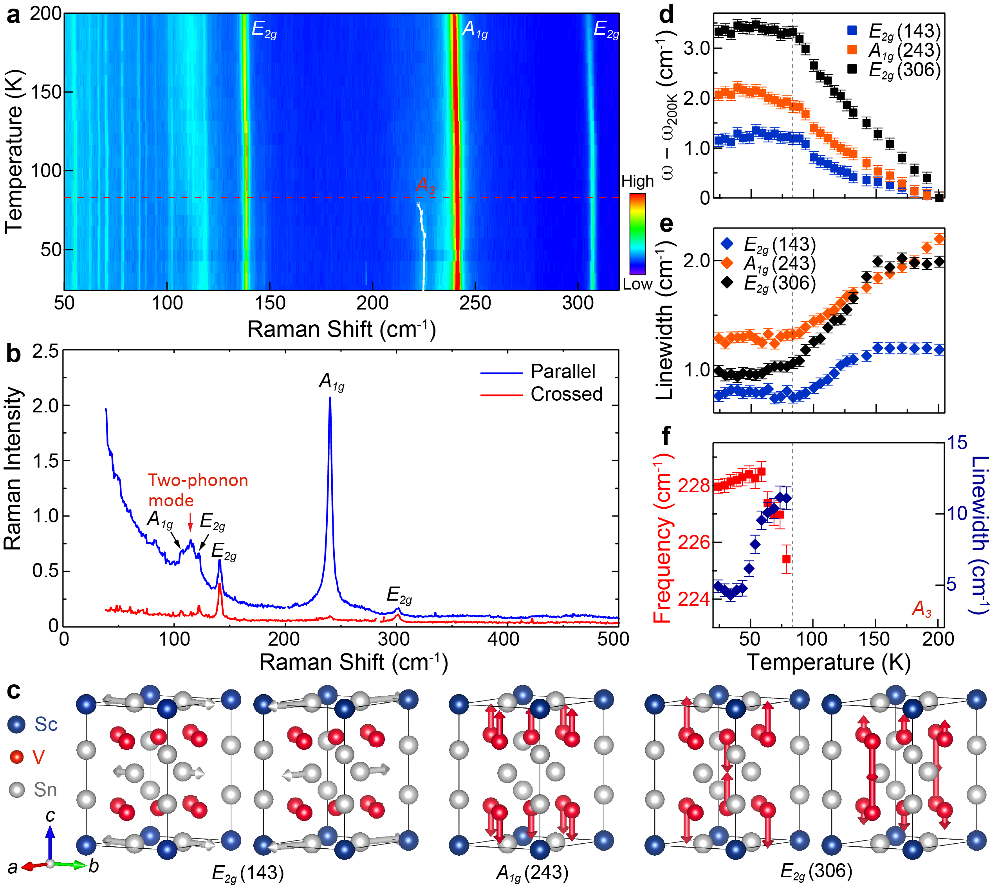 a
200
150
100
50
Temperature (K)
E2g
A1g
E2g
A3
High
Low
50
100
150
200
250
300
Raman Shift (cm-1)
b
2.5
2.0
1.5
1.0
0.5
0
Raman Intensity
Parallel
Crossed
A1g
Two-phonon
mode
A1g
E2g
E2g
E2g
0
100
200
300
400
500
Raman Shift (cm-1)
c
Sc
V
Sn
c
a
b
E2g (143)
A1g (243)
E2g (306)
d
3.0
2.0
1.0
0
ω − ω200K (cm-1)
E2g (143)
A1g (243)
E2g (306)
e
2.0
1.0
Linewidth (cm-1)
E2g (143)
A1g (243)
E2g (306)
f
228
226
224
Frequency (cm-1)
15
10
5
Linewidth (cm-1)
A3
50
100
150
200
Temperature (K)